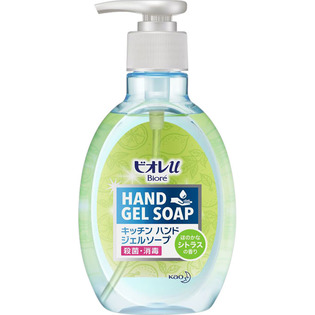 ビオレu
Bioré
HAND
GEL SOAP
キッチン ハンド
ジェルソープ
殺菌・消毒
ほのかな
シトラス
の香り
Kao